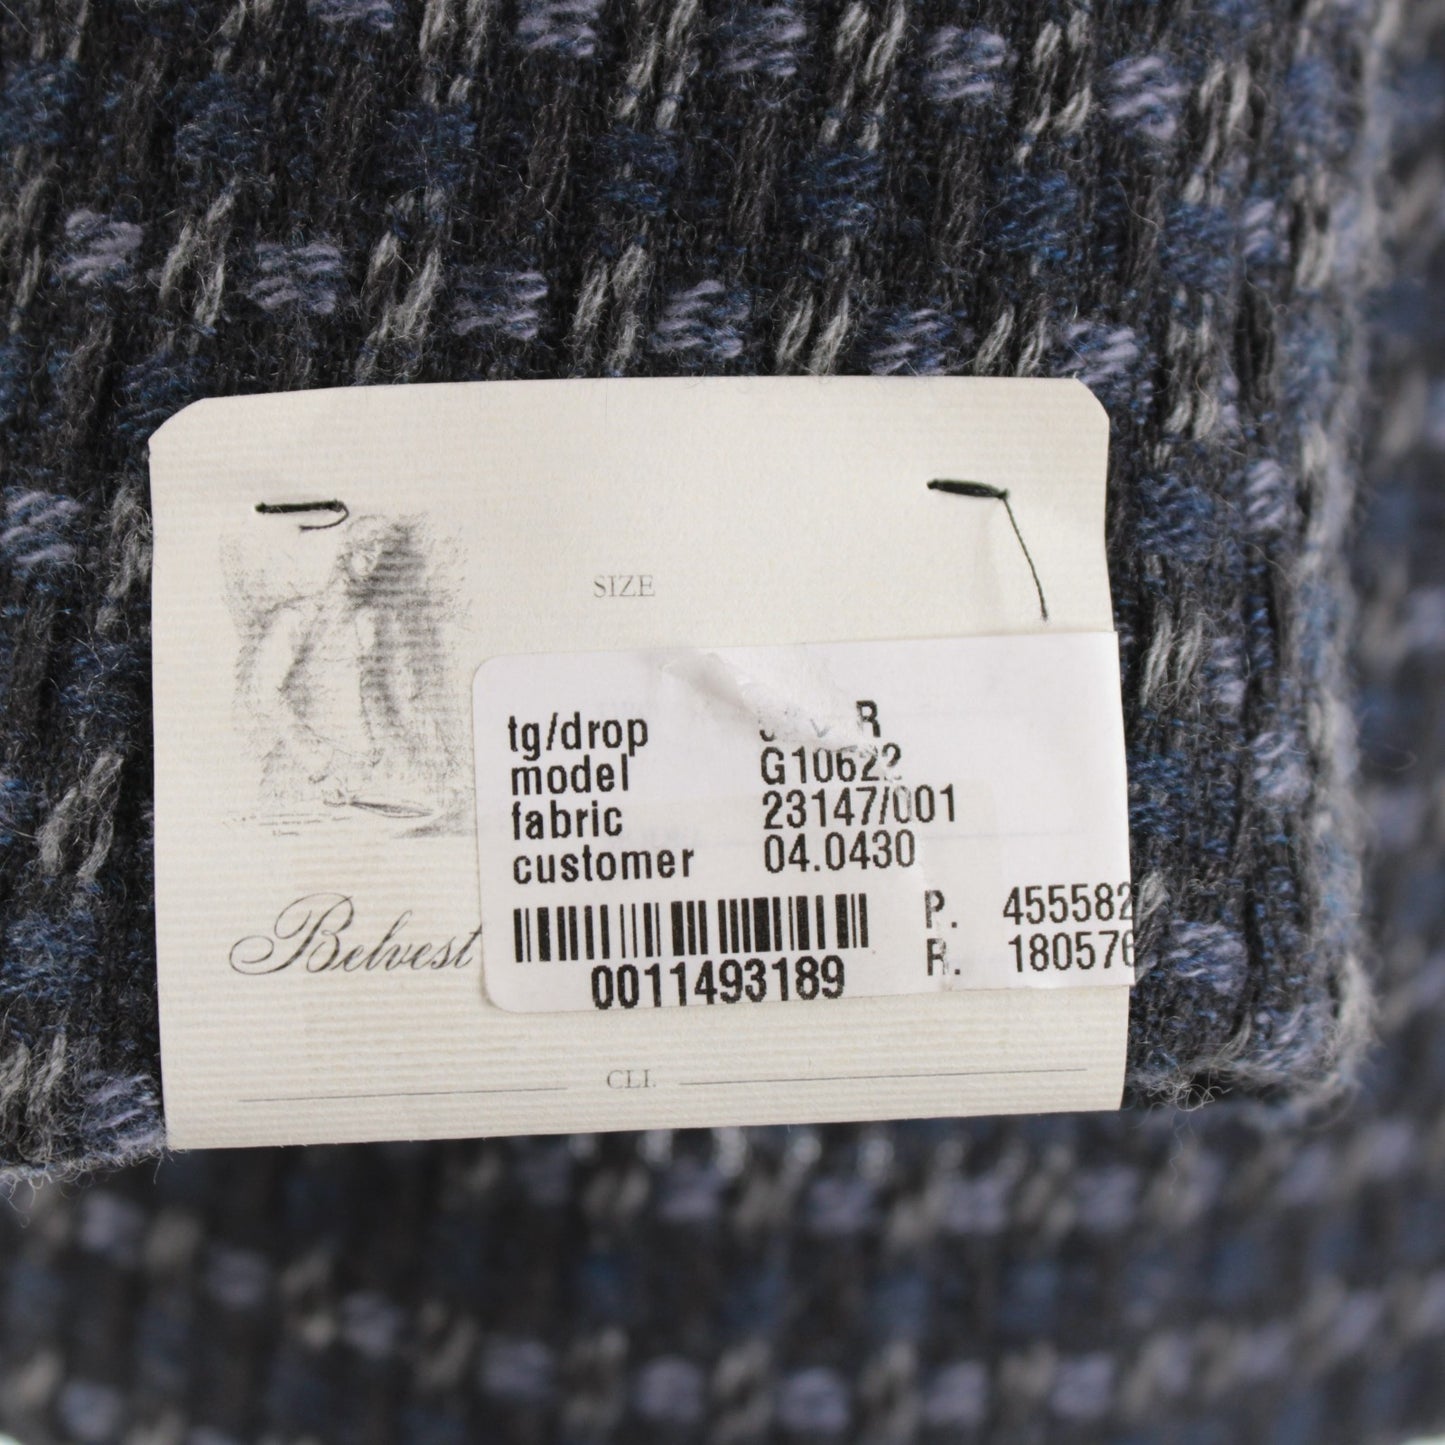 SIZE
tg/drop R
model G10622
fabric 23147/001
customer 04.0430
P. 455582
R. 180576
0011493189
Belvest
CLI.